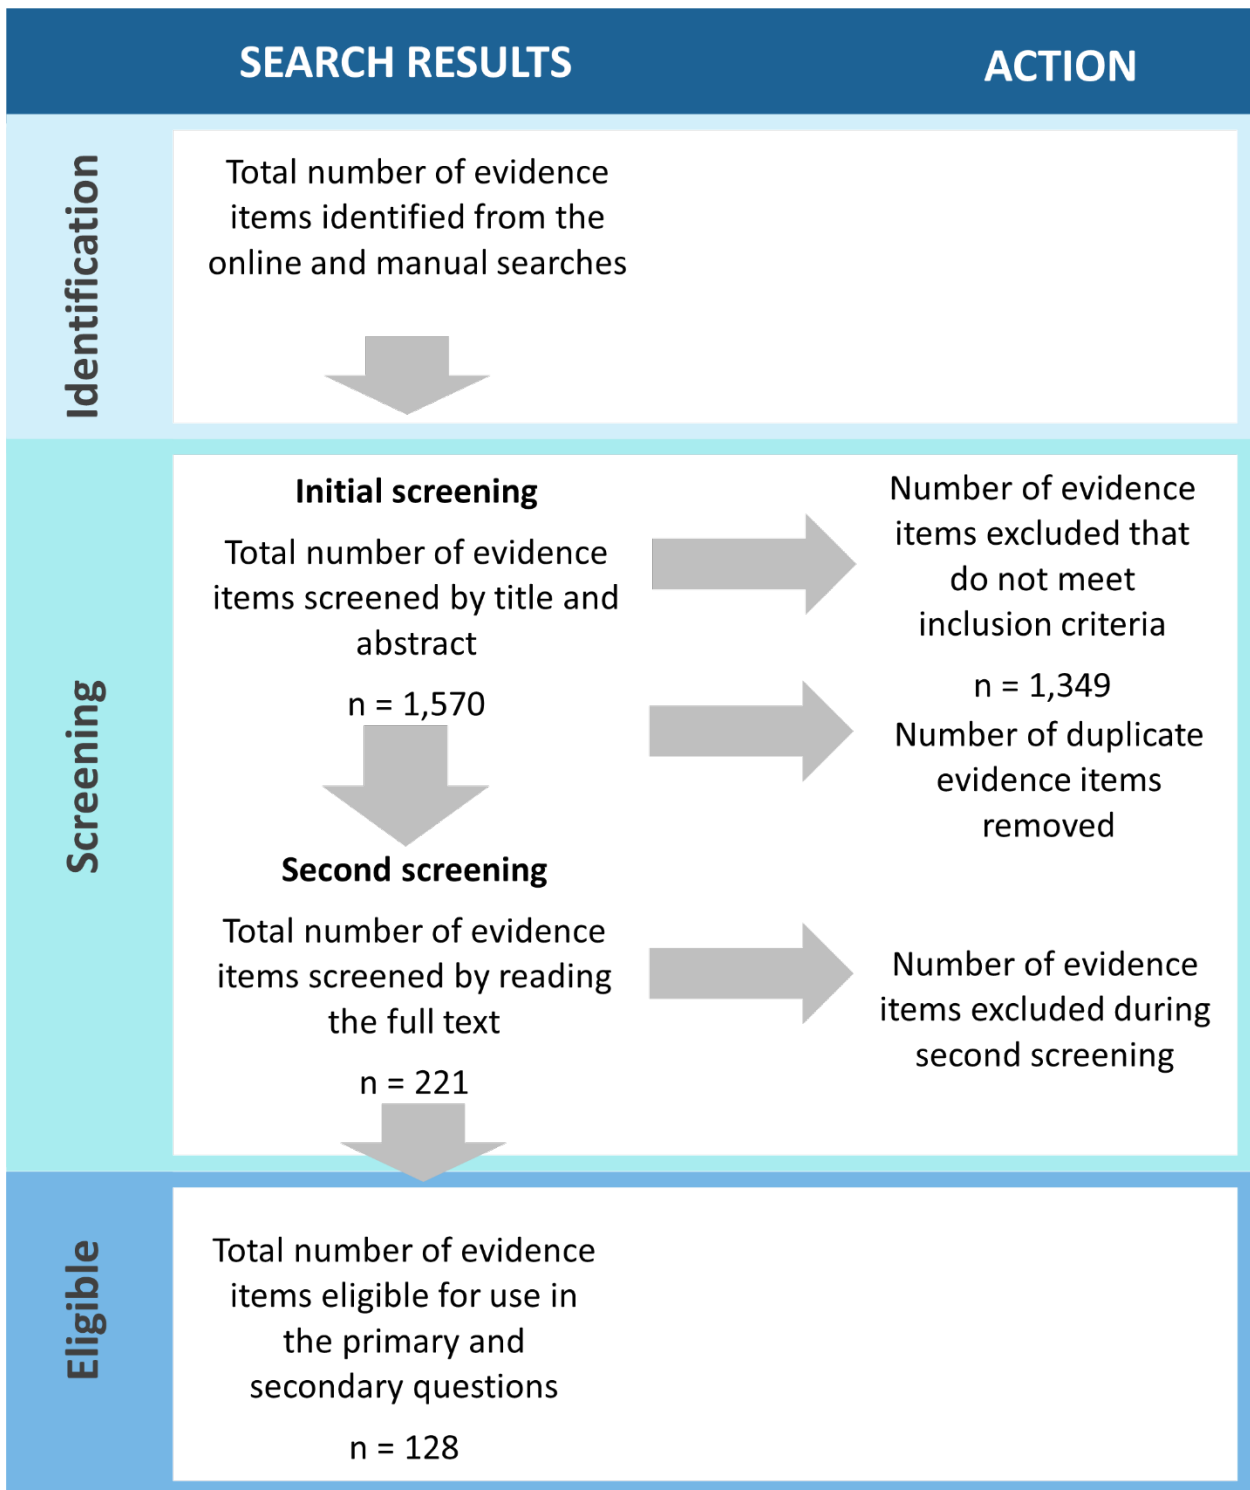 SEARCH RESULTS
ACTION
Identification
Total number of evidence
items identified from the
online and manual searches
Screening
Initial screening
Total number of evidence
items screened by title and
abstract
n = 1,570
Number of evidence
items excluded that
do not meet
inclusion criteria
n = 1,349
Number of duplicate
evidence items
removed
Second screening
Total number of evidence
items screened by reading
the full text
n = 221
Number of evidence
items excluded during
second screening
Eligible
Total number of evidence
items eligible for use in
the primary and
secondary questions
n = 128